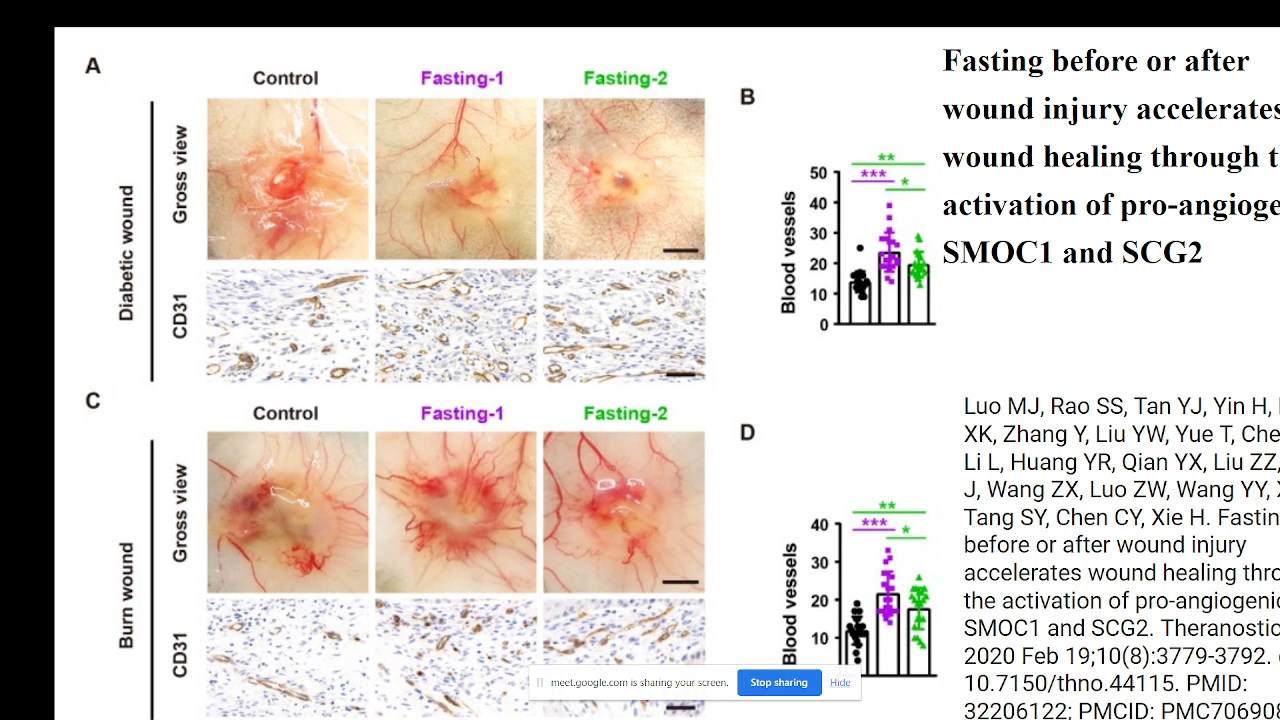 A
Control
Fasting-1
Fasting-2
Diabetic wound
Gross view
CD31
B
**
***
*
Blood vessels
50
40
30
20
10
0
C
Control
Fasting-1
Fasting-2
Burn wound
Gross view
CD31
D
**
***
*
Blood vessels
40
30
20
10
Fasting before or after
wound injury accelerates
wound healing through t
activation of pro-angioge
SMOC1 and SCG2
Luo MJ, Rao SS, Tan YJ, Yin H,
XK, Zhang Y, Liu YW, Yue T, Che
Li L, Huang YR, Qian YX, Liu ZZ,
J, Wang ZX, Luo ZW, Wang YY,
Tang SY, Chen CY, Xie H. Fastin
before or after wound injury
accelerates wound healing thro
the activation of pro-angiogeni
SMOC1 and SCG2. Theranostic
2020 Feb 19;10(8):3779-3792.
10.7150/thno.44115. PMID:
32206122; PMCID: PMC706908
meet.google.com is sharing your screen.
Stop sharing
Hide